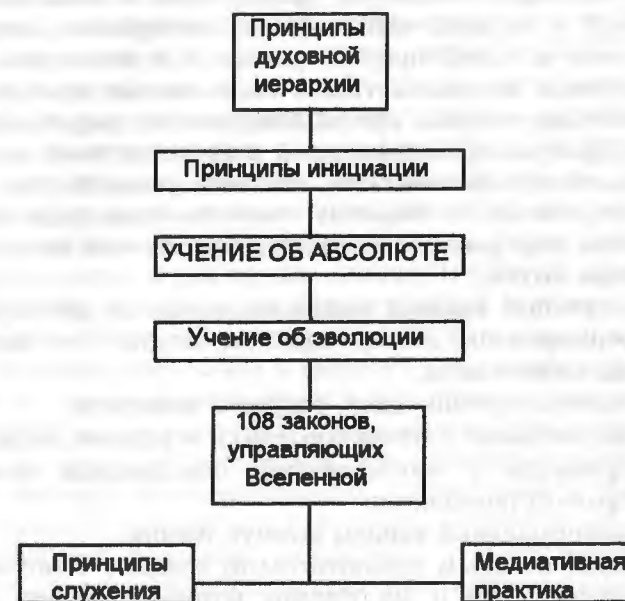 Принципы
духовной
иерархии
Принципы инициации
УЧЕНИЕ ОБ АБСОЛЮТЕ
Учение об эволюции
108 законов,
управляющих
Вселенной
Принципы
служения
Медиативная
практика